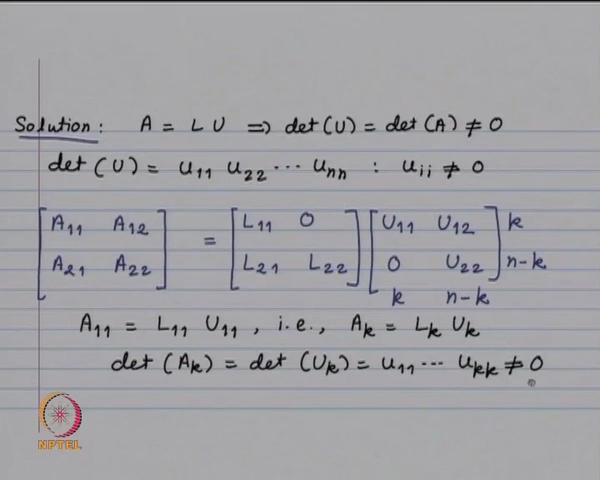 Solution: A = L U ⇒ det(U) = det(A) ≠ 0
det(U) = u11 u22 ... unn : uii ≠ 0
[A11 A12] = [L11 0] [U11 U12] k
[A21 A22] [L21 L22] [0 U22] n-k
k n-k
A11 = L11 U11, i.e., Ak = Lk Uk
det(Ak) = det(Uk) = u11 ... ukk ≠ 0
NPTEL